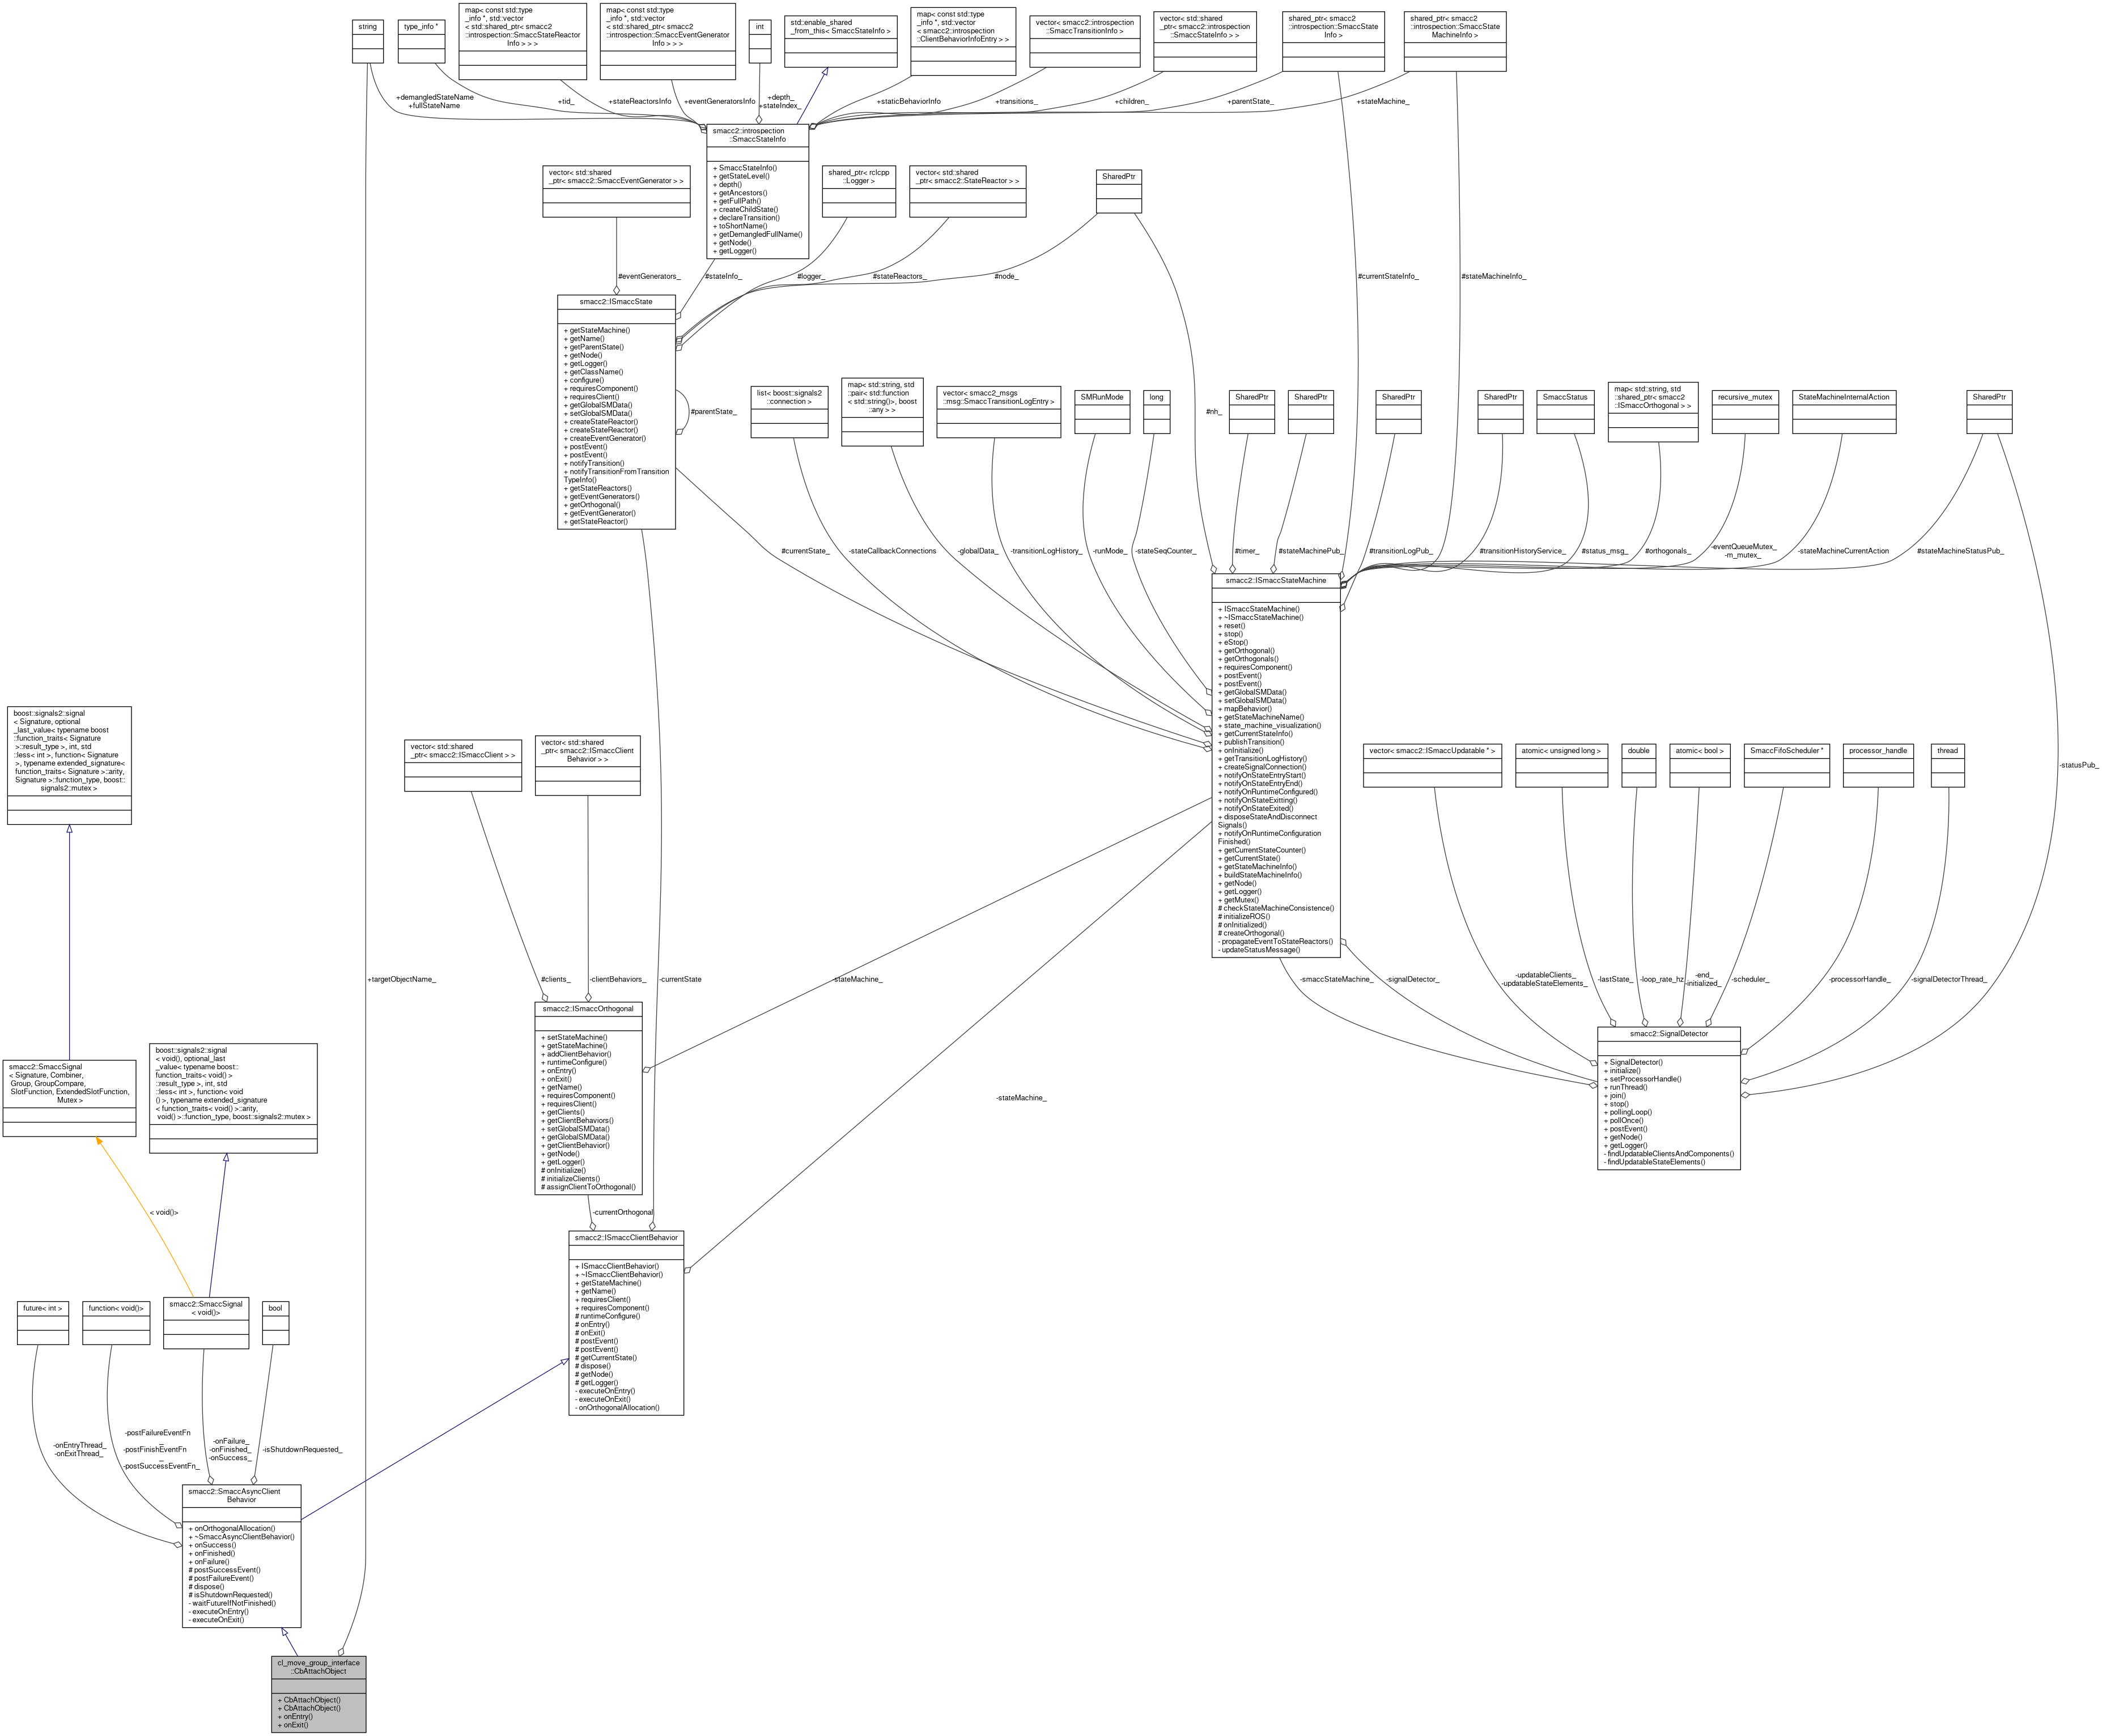 string
type_info *
map< const std::type
_info *, std::vector
< std::shared_ptr< smacc2
::introspection::SmaccStateReactor
Info > > >
map< const std::type
_info *, std::vector
< std::shared_ptr< smacc2
::introspection::SmaccEventGenerator
Info > > >
int
std::enable_shared
_from_this< SmaccStateInfo >
map< const std::type
_info *, std::vector
< smacc2::introspection
::ClientBehaviorInfoEntry > >
vector< smacc2::introspection
::SmaccTransitionInfo >
vector< std::shared
_ptr< smacc2::introspection
::SmaccStateInfo > >
shared_ptr< smacc2
::introspection::SmaccState
Info >
shared_ptr< smacc2
::introspection::SmaccState
MachineInfo >
+demangledStateName
+fullStateName
+tid_
+stateReactorsInfo
+eventGeneratorsInfo
+depth_
+stateIndex_
+staticBehaviorInfo
+transitions_
+children_
+parentState_
+stateMachine_
smacc2::introspection
::SmaccStateInfo
+ SmaccStateInfo()
+ getStateLevel()
+ depth()
+ getAncestors()
+ getFullPath()
+ createChildState()
+ declareTransition()
+ toShortName()
+ getDemangledFullName()
+ getNode()
+ getLogger()
vector< std::shared
_ptr< smacc2::SmaccEventGenerator > >
shared_ptr< rclcpp
::Logger >
vector< std::shared
_ptr< smacc2::StateReactor > >
SharedPtr
#eventGenerators_
#stateInfo_
#logger_
#stateReactors_
#node_
#currentStateInfo_
#stateMachineInfo_
smacc2::ISmaccState
+ getStateMachine()
+ getName()
+ getParentState()
+ getNode()
+ getLogger()
+ getClassName()
+ configure()
+ requiresComponent()
+ requiresClient()
+ getGlobalSMData()
+ setGlobalSMData()
+ createStateReactor()
+ createStateReactor()
+ createEventGenerator()
+ postEvent()
+ postEvent()
+ notifyTransition()
+ notifyTransitionFromTransition
TypeInfo()
+ getStateReactors()
+ getEventGenerators()
+ getOrthogonal()
+ getEventGenerator()
+ getStateReactor()
#parentState_
list< boost::signals2
::connection >
map< std::string, std
::pair< std::function
< std::string()>, boost
::any > >
vector< smacc2_msgs
::msg::SmaccTransitionLogEntry >
SMRunMode
long
#nh_
SharedPtr
SharedPtr
SharedPtr
SharedPtr
SmaccStatus
map< std::string, std
::shared_ptr< smacc2
::ISmaccOrthogonal > >
recursive_mutex
StateMachineInternalAction
SharedPtr
#currentState_
-stateCallbackConnections
-globalData_
-transitionLogHistory_
-runMode_
-stateSeqCounter_
#timer_
#stateMachinePub_
#transitionLogPub_
#transitionHistoryService_
#status_msg_
#orthogonals_
-eventQueueMutex_
-m_mutex_
-stateMachineCurrentAction
#stateMachineStatusPub_
smacc2::ISmaccStateMachine
+ ISmaccStateMachine()
+ ~ISmaccStateMachine()
+ reset()
+ stop()
+ eStop()
+ getOrthogonal()
+ getOrthogonals()
+ requiresComponent()
+ postEvent()
+ postEvent()
+ getGlobalSMData()
+ setGlobalSMData()
+ mapBehavior()
+ getStateMachineName()
+ state_machine_visualization()
+ getCurrentStateInfo()
+ publishTransition()
+ onInitialize()
+ getTransitionLogHistory()
+ createSignalConnection()
+ notifyOnStateEntryStart()
+ notifyOnStateEntryEnd()
+ notifyOnRuntimeConfigured()
+ notifyOnStateExitting()
+ notifyOnStateExited()
+ disposeStateAndDisconnect
Signals()
+ notifyOnRuntimeConfiguration
Finished()
+ getCurrentStateCounter()
+ getCurrentState()
+ getStateMachineInfo()
+ buildStateMachineInfo()
+ getNode()
+ getLogger()
+ getMutex()
# checkStateMachineConsistence()
# initializeROS()
# onInitialized()
# createOrthogonal()
- propagateEventToStateReactors()
- updateStatusMessage()
boost::signals2::signal
< Signature, optional
_last_value< typename boost
::function_traits< Signature
>::result_type >, int, std
::less< int >, function< Signature
>, typename extended_signature<
function_traits< Signature >::arity,
Signature >::function_type, boost::
signals2::mutex >
vector< std::shared
_ptr< smacc2::ISmaccClient > >
vector< std::shared
_ptr< smacc2::ISmaccClient
Behavior > >
vector< smacc2::ISmaccUpdatable * >
atomic< unsigned long >
double
atomic< bool >
SmaccFifoScheduler *
processor_handle
thread
-statusPub_
+targetObjectName_
#clients_
-clientBehaviors_
-currentState
-stateMachine_
-smaccStateMachine_
-signalDetector_
-updatableClients_
-updatableStateElements_
-lastState_
-loop_rate_hz
-end_
-initialized_
-scheduler_
-processorHandle_
-signalDetectorThread_
smacc2::ISmaccOrthogonal
+ setStateMachine()
+ getStateMachine()
+ addClientBehavior()
+ runtimeConfigure()
+ onEntry()
+ onExit()
+ getName()
+ requiresComponent()
+ requiresClient()
+ getClients()
+ getClientBehaviors()
+ setGlobalSMData()
+ getGlobalSMData()
+ getClientBehavior()
+ getNode()
+ getLogger()
# onInitialize()
# initializeClients()
# assignClientToOrthogonal()
smacc2::SignalDetector
+ SignalDetector()
+ initialize()
+ setProcessorHandle()
+ runThread()
+ join()
+ stop()
+ pollingLoop()
+ pollOnce()
+ postEvent()
+ getNode()
+ getLogger()
- findUpdatableClientsAndComponents()
- findUpdatableStateElements()
smacc2::SmaccSignal
< Signature, Combiner,
Group, GroupCompare,
SlotFunction, ExtendedSlotFunction,
Mutex >
boost::signals2::signal
< void(), optional_last
_value< typename boost::
function_traits< void() >
::result_type >, int, std
::less< int >, function< void
() >, typename extended_signature
< function_traits< void() >::arity,
void() >::function_type, boost::signals2::mutex >
-stateMachine_
< void()>
-currentOrthogonal
smacc2::ISmaccClientBehavior
+ ISmaccClientBehavior()
+ ~ISmaccClientBehavior()
+ getStateMachine()
+ getName()
+ requiresClient()
+ requiresComponent()
# runtimeConfigure()
# onEntry()
# onExit()
# postEvent()
# postEvent()
# getCurrentState()
# dispose()
# getNode()
# getLogger()
- executeOnEntry()
- executeOnExit()
- onOrthogonalAllocation()
future< int >
function< void()>
smacc2::SmaccSignal
< void()>
bool
-onEntryThread_
-onExitThread_
-postFailureEventFn
_
-postFinishEventFn
_
-postSuccessEventFn_
-onFailure_
-onFinished_
-onSuccess_
-isShutdownRequested_
smacc2::SmaccAsyncClient
Behavior
+ onOrthogonalAllocation()
+ ~SmaccAsyncClientBehavior()
+ onSuccess()
+ onFinished()
+ onFailure()
# postSuccessEvent()
# postFailureEvent()
# dispose()
# isShutdownRequested()
- waitFutureIfNotFinished()
- executeOnEntry()
- executeOnExit()
cl_move_group_interface
::CbAttachObject
+ CbAttachObject()
+ CbAttachObject()
+ onEntry()
+ onExit()